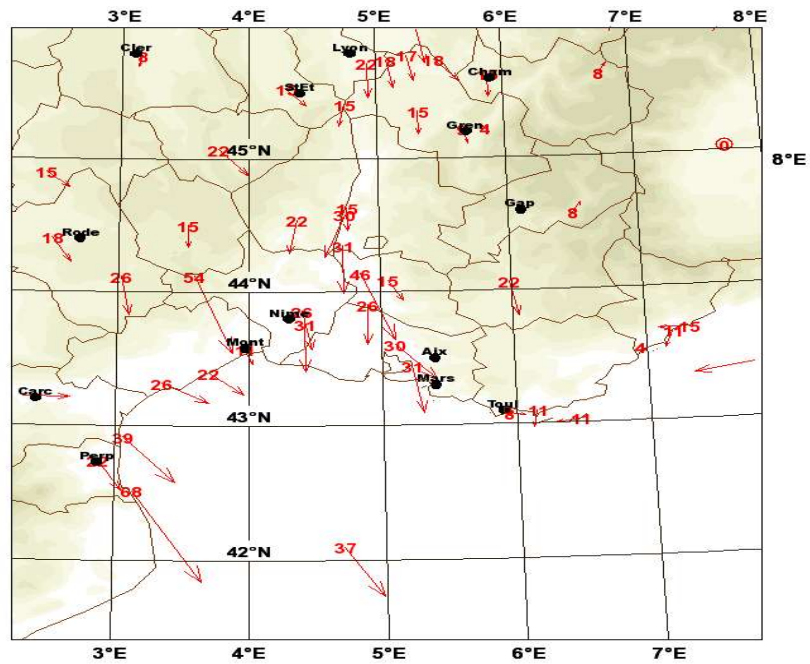 3°E 4°E 5°E 6°E 7°E 8°E
Cler Lyon
8 22 18 17 18 Cham 8
StEt
15 15
Gren 4
22 45°N 0 8°E
15
Gap
15 30 8
Rode 15 22
18 31
26 54 44°N 46 15 22
Nime 26 26
31 11 15
Mont 30 Aix 4
Carc 26 22 31 Mars
43°N Toul 8 11 11
39
Perp 22
68
42°N 37
3°E 4°E 5°E 6°E 7°E